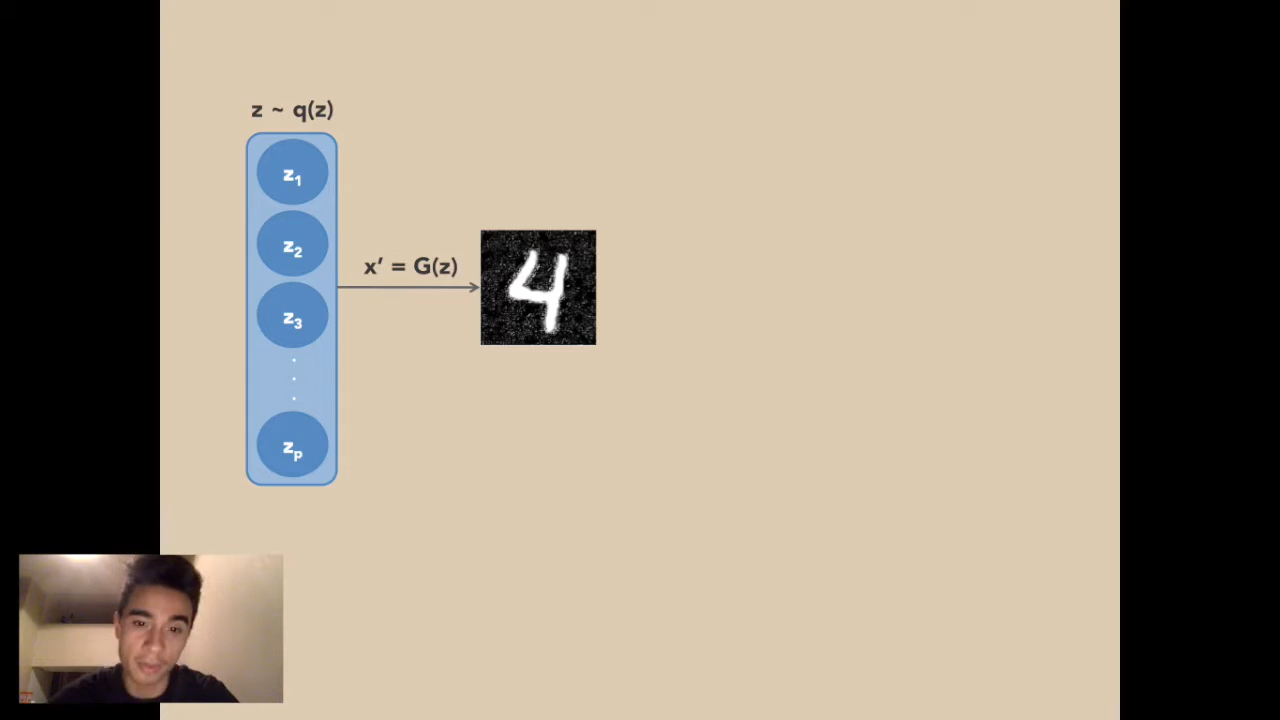 z ~ q(z)
z₁
z₂
z₃
x′ = G(z)
4
zₚ